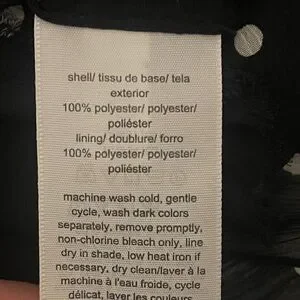 shell/ tissu de base/ tela
exterior
100% polyester/ polyester/
poliéster
lining/ doublure/ forro
100% polyester/ polyester/
poliéster
machine wash cold, gentle
cycle, wash dark colors
separately, remove promptly,
non-chlorine bleach only, line
dry in shade, low heat iron if
necessary, dry clean/laver à la
machine à l'eau froide, cycle
délicat, laver les couleurs